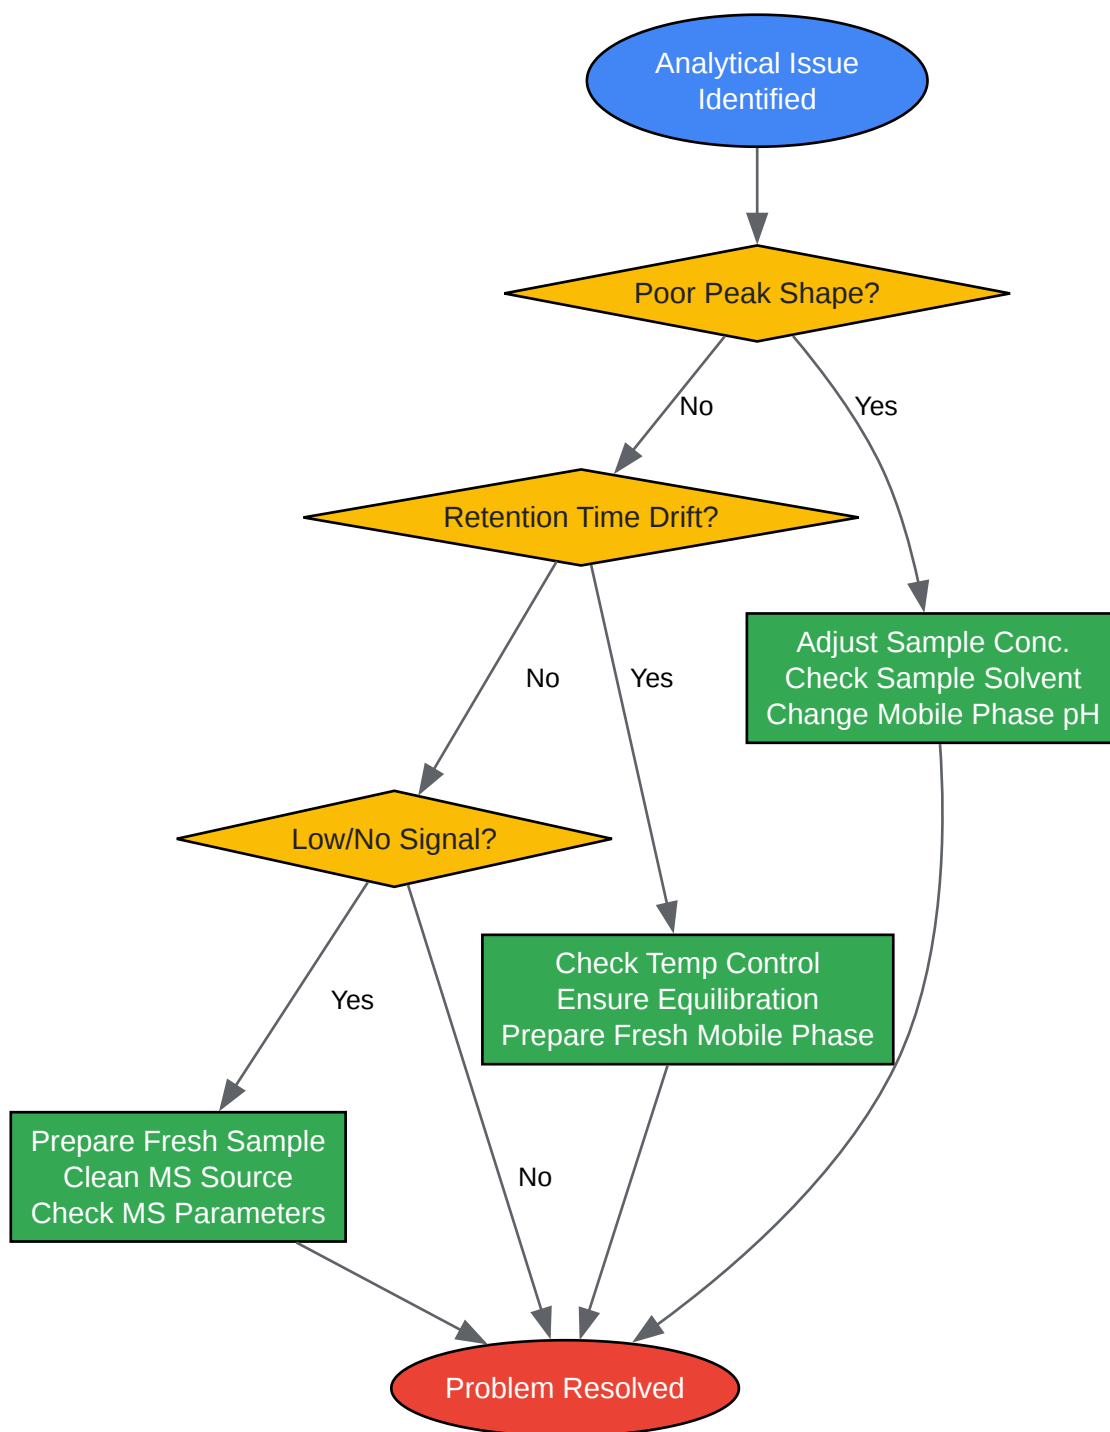 Analytical Issue
Identified
Poor Peak Shape?
No
Yes
Retention Time Drift?
No
Yes
Adjust Sample Conc.
Check Sample Solvent
Change Mobile Phase pH
Low/No Signal?
Yes
No
Check Temp Control
Ensure Equilibration
Prepare Fresh Mobile Phase
Prepare Fresh Sample
Clean MS Source
Check MS Parameters
Problem Resolved